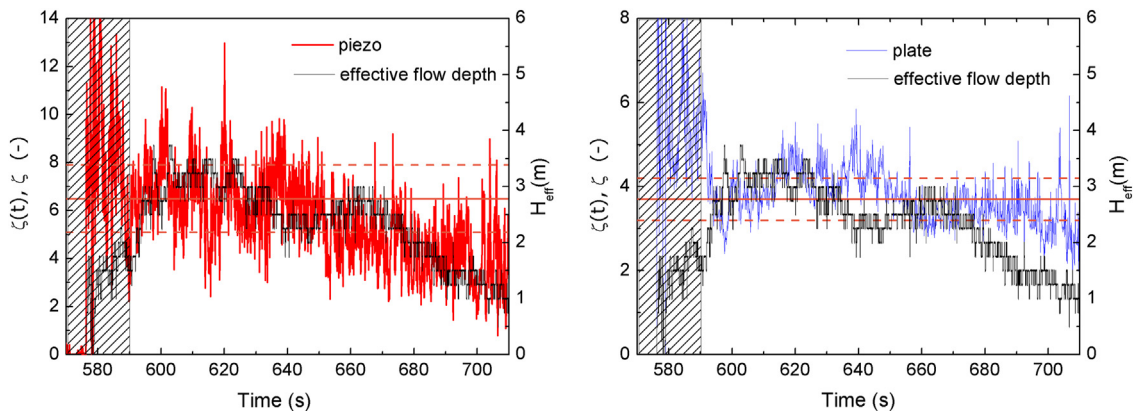 14
12
10
8
6
4
2
0
ζ(t), ζ (-)
piezo
effective flow depth
6
5
4
3
2
1
0
H_eff(m)
580 600 620 640 660 680 700
Time (s)
8
6
4
2
0
ζ(t), ζ (-)
plate
effective flow depth
6
5
4
3
2
1
0
H_eff(m)
580 600 620 640 660 680 700
Time (s)